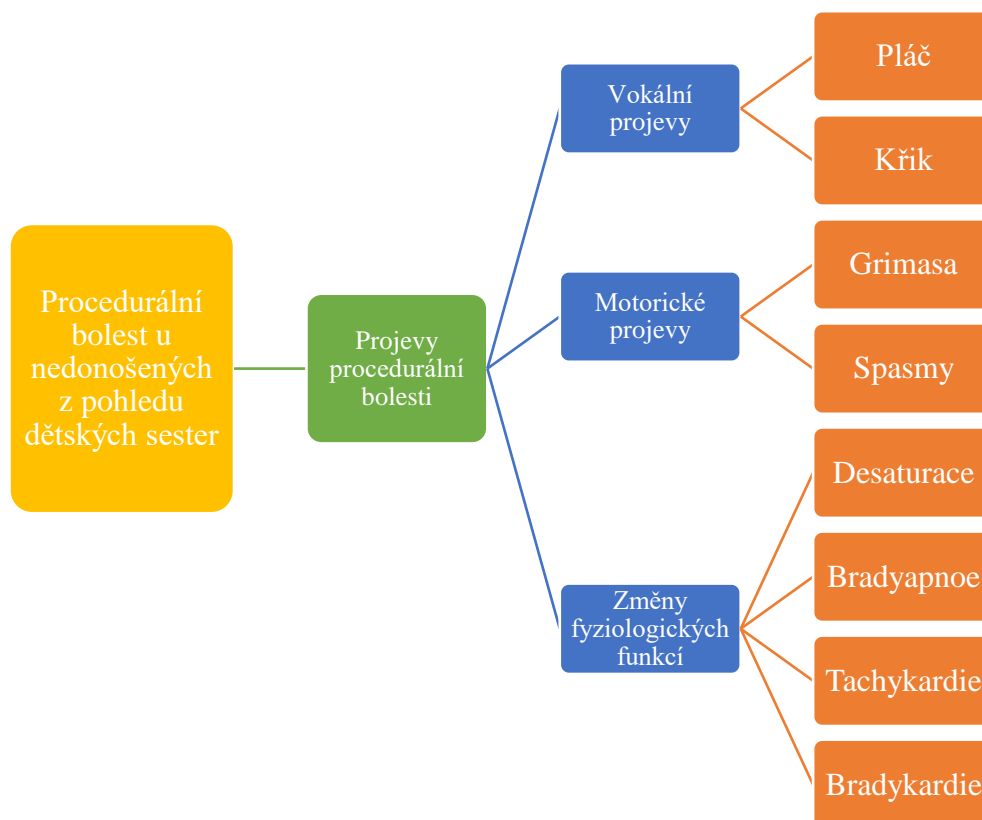 Procedurální
bolest u
nedonošených
z pohledu
dětských sester
Projevy
procedurální
bolesti
Vokální
projevy
Pláč
Křik
Motorické
projevy
Grimasa
Spasmy
Změny
fyziologických
funkcí
Desaturace
Bradyapnoe
Tachykardie
Bradykardie